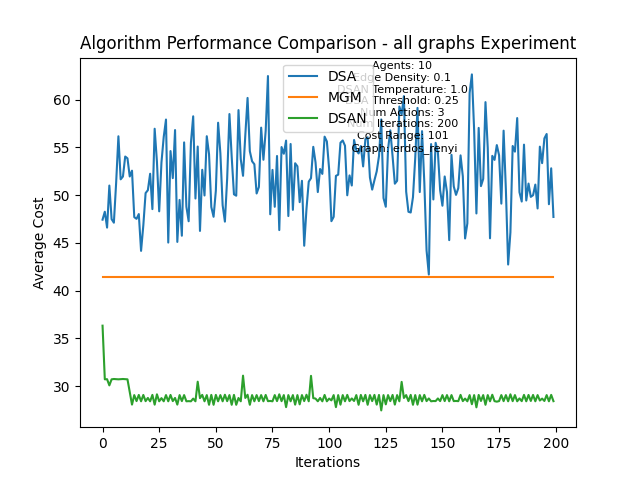 Algorithm Performance Comparison - all graphs Experiment
DSA
MGM
DSAN
Agents: 10
Edge Density: 0.1
DSAN Temperature: 1.0
Threshold: 0.25
Num Actions: 3
Num Iterations: 200
Cost Range: 101
Graph: erdos_renyi
Average Cost
60
55
50
45
40
35
30
0 25 50 75 100 125 150 175 200
Iterations